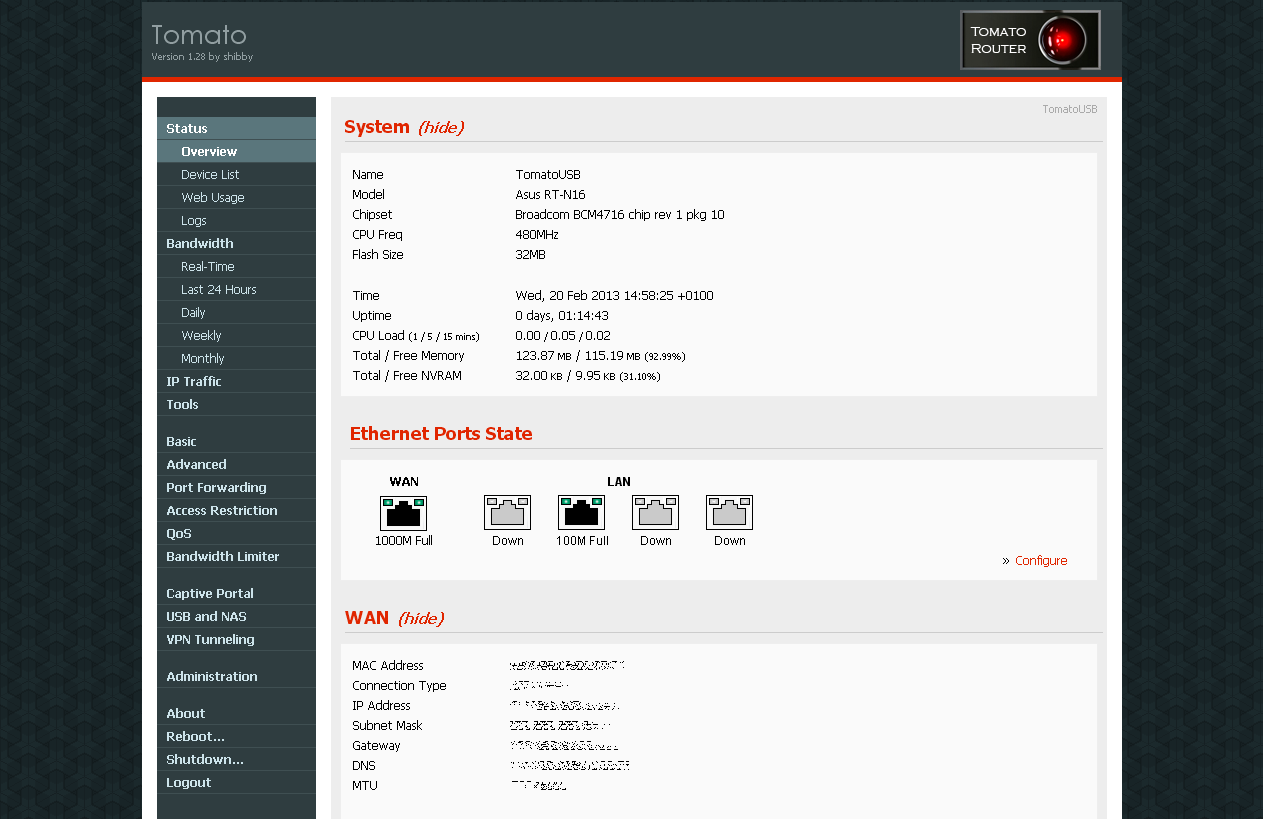 Tomato
Version 1.28 by shibby
TOMATO
ROUTER
Status
Overview
Device List
Web Usage
Logs
Bandwidth
Real-Time
Last 24 Hours
Daily
Weekly
Monthly
IP Traffic
Tools
Basic
Advanced
Port Forwarding
Access Restriction
QoS
Bandwidth Limiter
Captive Portal
USB and NAS
VPN Tunneling
Administration
About
Reboot...
Shutdown...
Logout
TomatoUSB
System (hide)
Name TomatoUSB
Model Asus RT-N16
Chipset Broadcom BCM4716 chip rev 1 pkg 10
CPU Freq 480MHz
Flash Size 32MB
Time Wed, 20 Feb 2013 14:58:25 +0100
Uptime 0 days, 01:14:43
CPU Load (1 / 5 / 15 mins) 0.00 / 0.05 / 0.02
Total / Free Memory 123.87 MB / 115.19 MB (92.99%)
Total / Free NVRAM 32.00 KB / 9.95 KB (31.10%)
Ethernet Ports State
WAN LAN
1000M Full Down 100M Full Down Down
» Configure
WAN (hide)
MAC Address
Connection Type
IP Address
Subnet Mask
Gateway
DNS
MTU